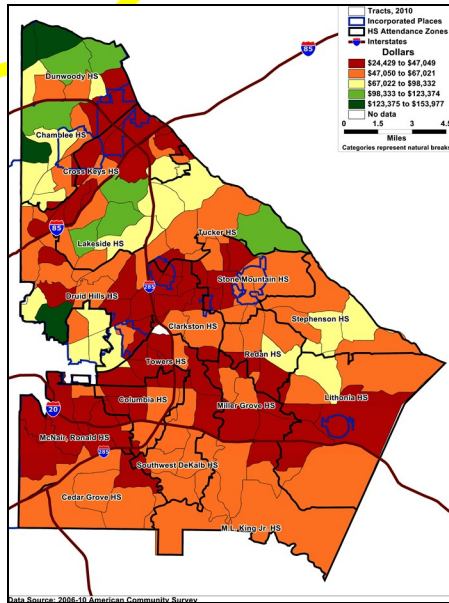 Tracts, 2010
Incorporated Places
HS Attendance Zones
85
Interstates
Dollars
$24,429 to $47,049
$47,050 to $67,021
$67,022 to $98,332
$98,333 to $123,374
$123,375 to $153,977
No data
0 1.5 3 4.5
Miles
Categories represent natural breaks
85
Dunwoody HS
Chamblee HS
Cross Keys HS
85
Lakeside HS
Tucker HS
Stone Mountain HS
285
Druid Hills HS
Clarkston HS
Stephenson HS
Redan HS
Towers HS
Columbia HS
Miller Grove HS
Lithonia HS
20
McNair, Ronald HS
285
Southwest DeKalb HS
Cedar Grove HS
M.L. King Jr. HS
Data Source: 2006-10 American Community Survey